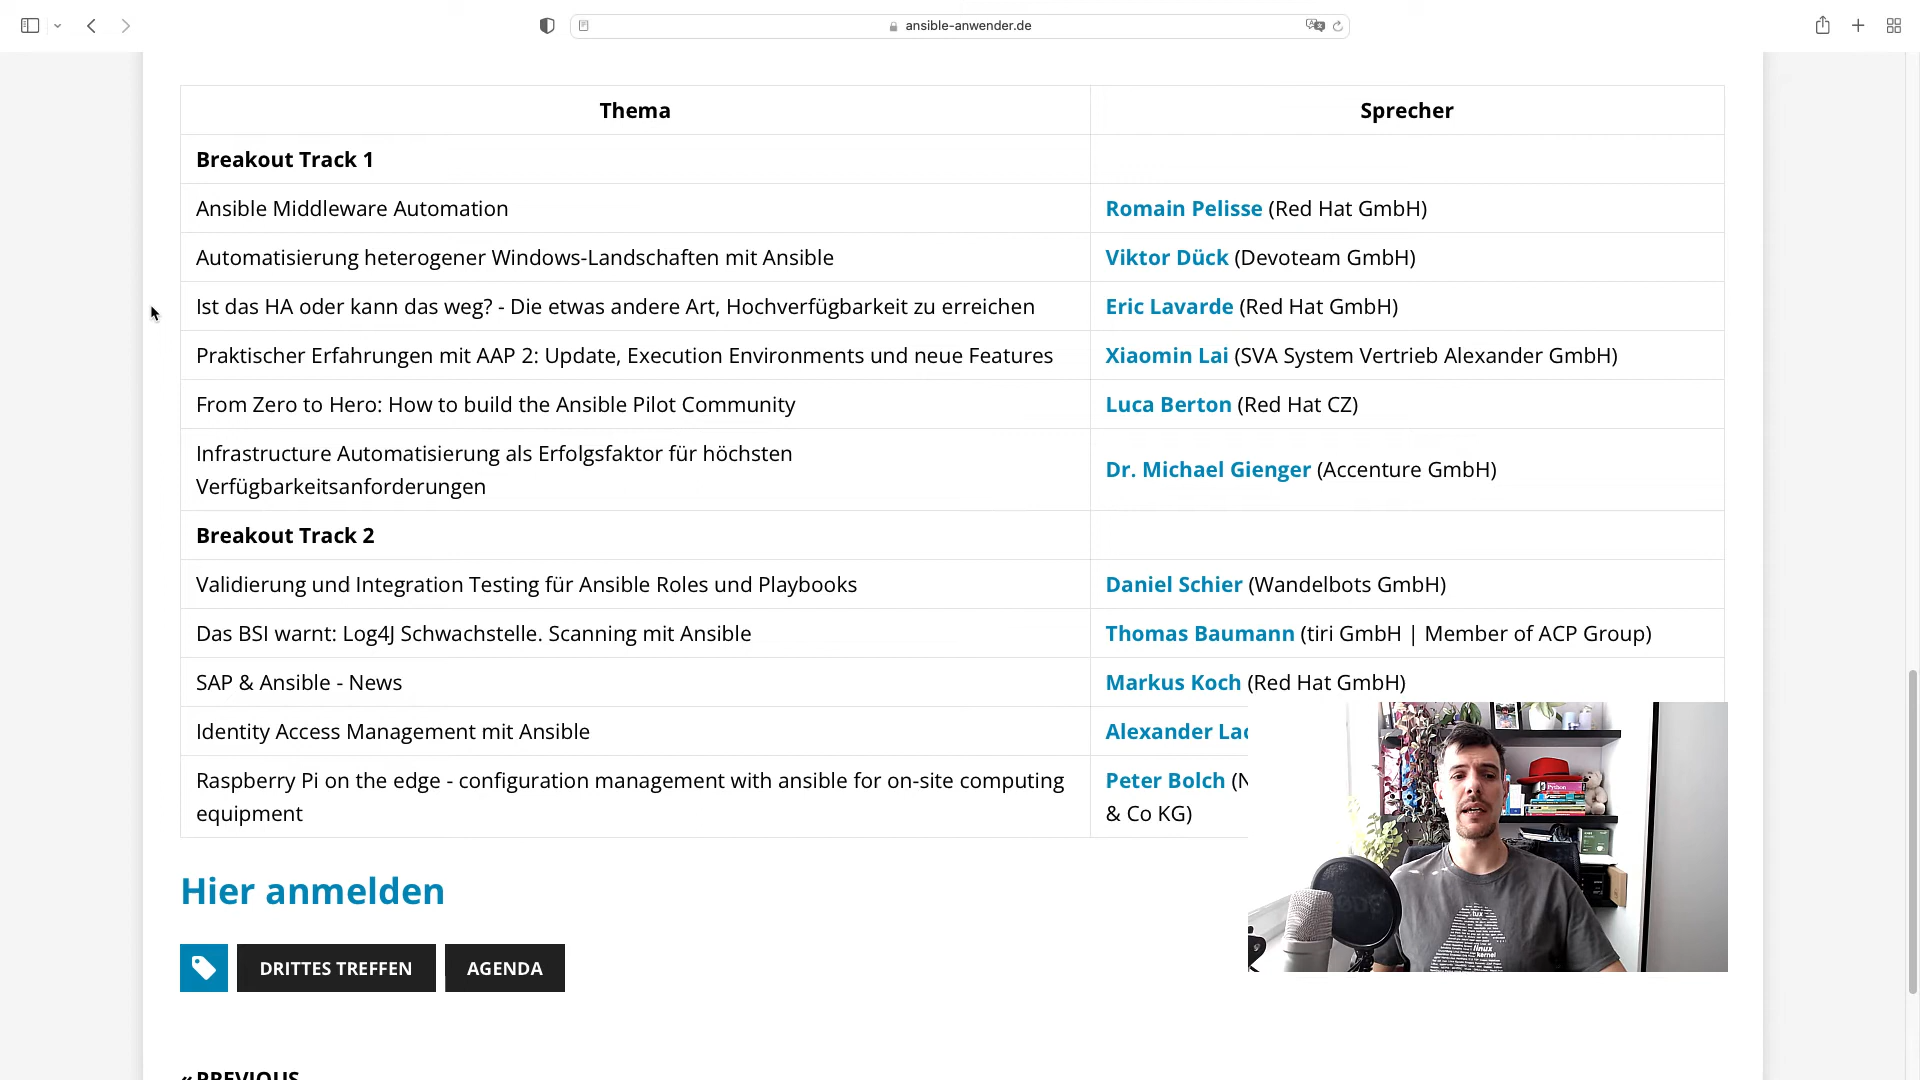 ansible-anwender.de
Thema
Sprecher
Breakout Track 1
Ansible Middleware Automation
Romain Pelisse (Red Hat GmbH)
Automatisierung heterogener Windows-Landschaften mit Ansible
Viktor Dück (Devoteam GmbH)
Ist das HA oder kann das weg? - Die etwas andere Art, Hochverfügbarkeit zu erreichen
Eric Lavarde (Red Hat GmbH)
Praktischer Erfahrungen mit AAP 2: Update, Execution Environments und neue Features
Xiaomin Lai (SVA System Vertrieb Alexander GmbH)
From Zero to Hero: How to build the Ansible Pilot Community
Luca Berton (Red Hat CZ)
Infrastructure Automatisierung als Erfolgsfaktor für höchsten
Verfügbarkeitsanforderungen
Dr. Michael Gienger (Accenture GmbH)
Breakout Track 2
Validierung und Integration Testing für Ansible Roles und Playbooks
Daniel Schier (Wandelbots GmbH)
Das BSI warnt: Log4J Schwachstelle. Scanning mit Ansible
Thomas Baumann (tiri GmbH | Member of ACP Group)
SAP & Ansible - News
Markus Koch (Red Hat GmbH)
Identity Access Management mit Ansible
Alexander
Raspberry Pi on the edge - configuration management with ansible for on-site computing
equipment
Peter Bolch
& Co KG)
Hier anmelden
DRITTES TREFFEN
AGENDA
Python
linux
kernel
« PREVIOUS